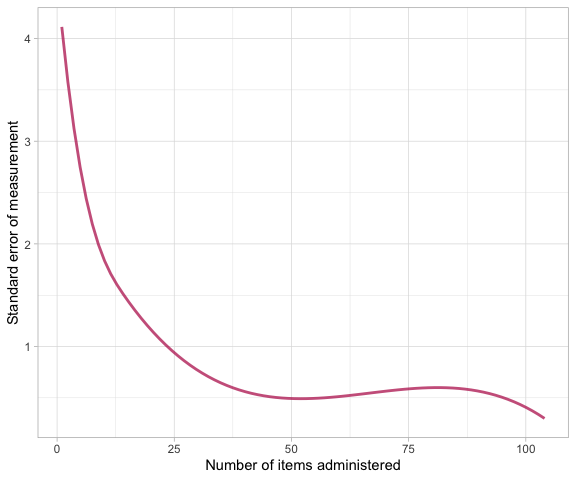 4
3
2
1
Standard error of measurement
0 25 50 75 100
Number of items administered